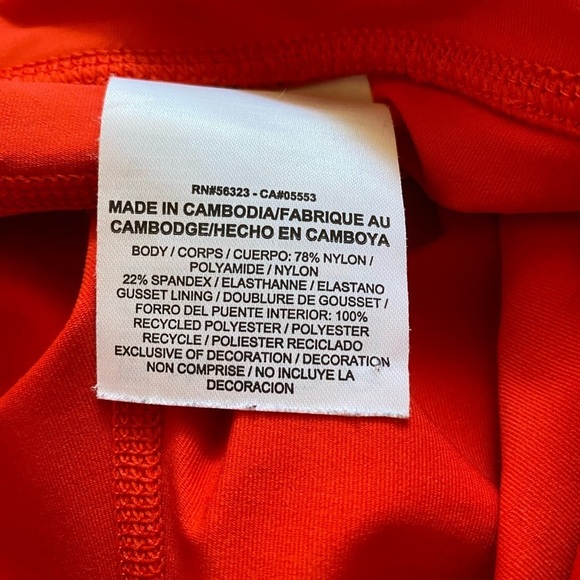 RN#56323 - CA#05553
MADE IN CAMBODIA/FABRIQUE AU
CAMBODGE/HECHO EN CAMBOYA
BODY / CORPS / CUERPO: 78% NYLON /
POLYAMIDE / NYLON
22% SPANDEX / ELASTHANNE / ELASTANO
GUSSET LINING / DOUBLURE DE GOUSSET /
FORRO DEL PUENTE INTERIOR: 100%
RECYCLED POLYESTER / POLYESTER
RECYCLE / POLIESTER RECICLADO
EXCLUSIVE OF DECORATION / DECORATION
NON COMPRISE / NO INCLUYE LA
DECORACION